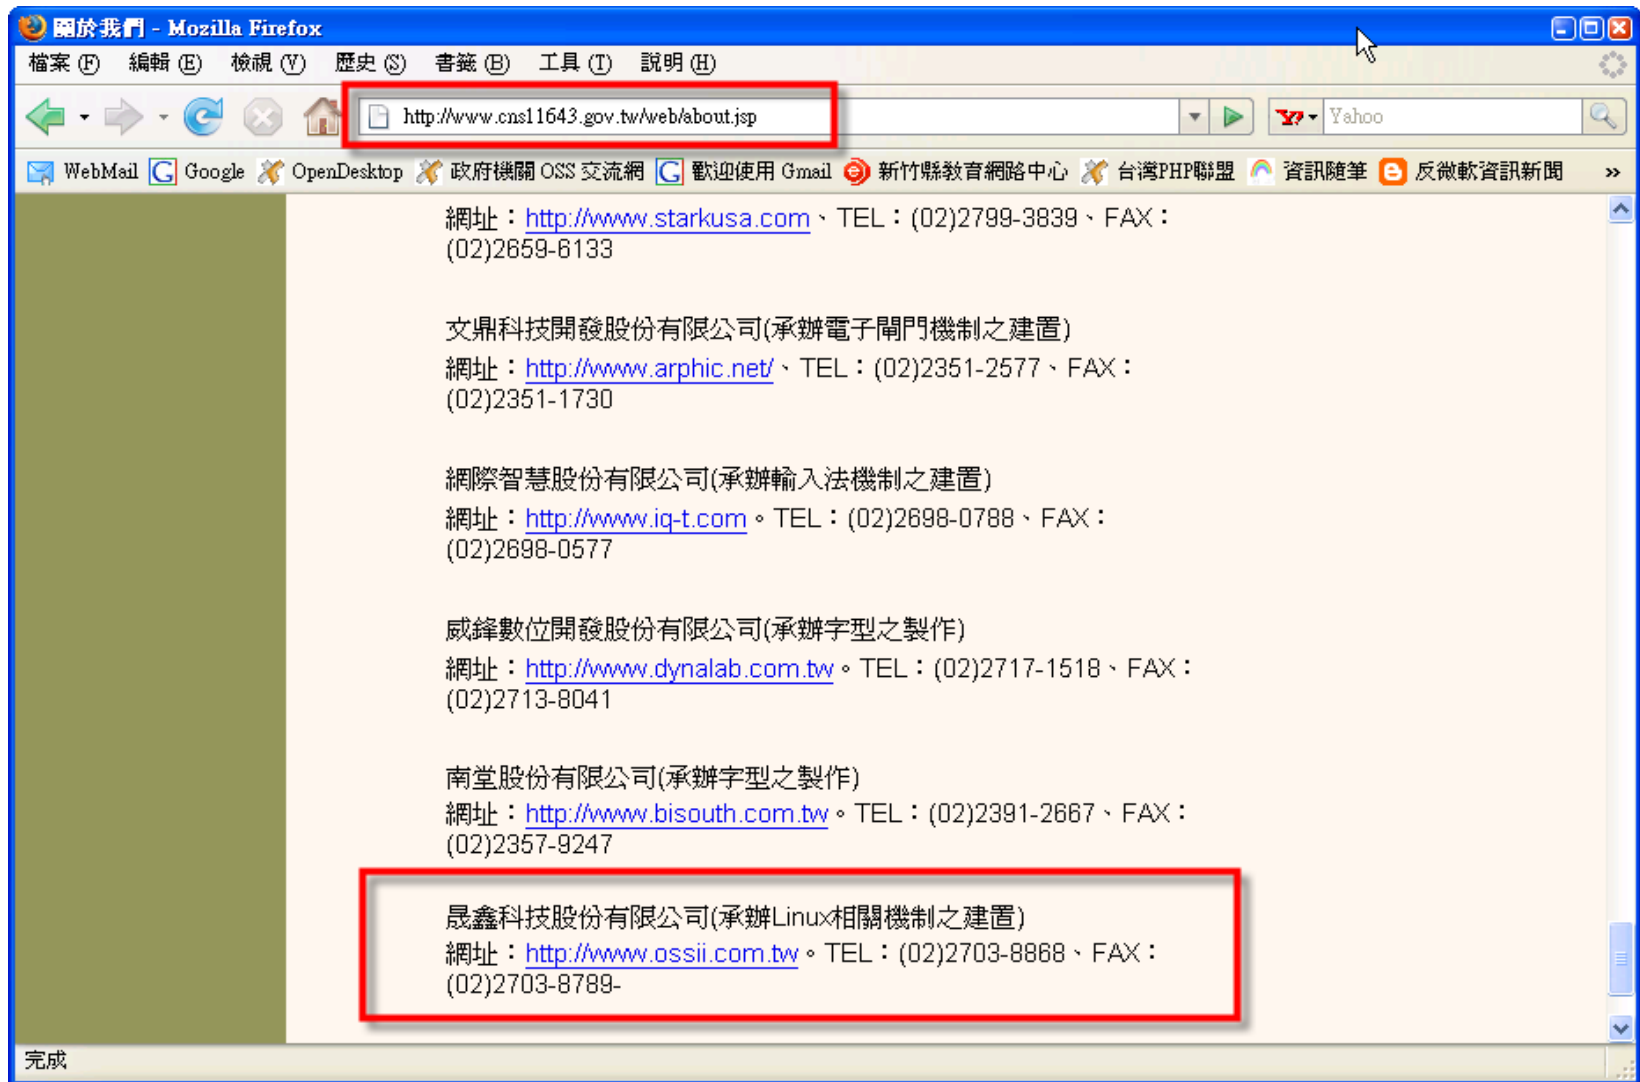 關於我們 - Mozilla Firefox
檔案 (F) 編輯 (E) 檢視 (V) 歷史 (S) 書籤 (B) 工具 (T) 說明 (H)
http://www.cns11643.gov.tw/web/about.jsp Yahoo
WebMail Google OpenDesktop 政府機關 OSS 交流網 歡迎使用 Gmail 新竹縣教育網路中心 台灣PHP聯盟 資訊隨筆 反微軟資訊新聞 »
網址：http://www.starkusa.com、TEL：(02)2799-3839、FAX：
(02)2659-6133
文鼎科技開發股份有限公司(承辦電子閘門機制之建置)
網址：http://www.arphic.net/、TEL：(02)2351-2577、FAX：
(02)2351-1730
網際智慧股份有限公司(承辦輸入法機制之建置)
網址：http://www.iq-t.com。TEL：(02)2698-0788、FAX：
(02)2698-0577
威鋒數位開發股份有限公司(承辦字型之製作)
網址：http://www.dynalab.com.tw。TEL：(02)2717-1518、FAX：
(02)2713-8041
南堂股份有限公司(承辦字型之製作)
網址：http://www.bisouth.com.tw。TEL：(02)2391-2667、FAX：
(02)2357-9247
晟鑫科技股份有限公司(承辦Linux相關機制之建置)
網址：http://www.ossii.com.tw。TEL：(02)2703-8868、FAX：
(02)2703-8789-
完成